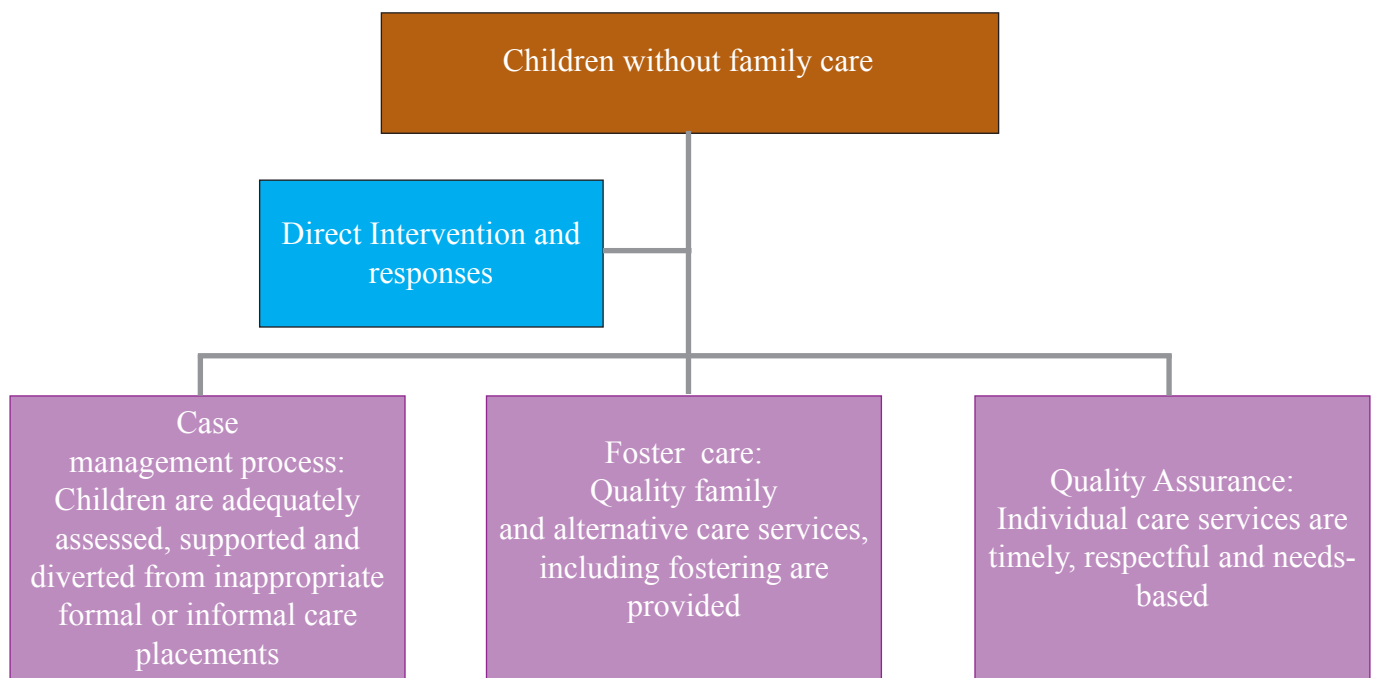 Children without family care
Direct Intervention and
responses
Case
management process:
Children are adequately
assessed, supported and
diverted from inappropriate
formal or informal care
placements
Foster  care:
Quality family
and alternative care services,
including fostering are
provided
Quality Assurance:
Individual care services are
timely, respectful and needs-
based